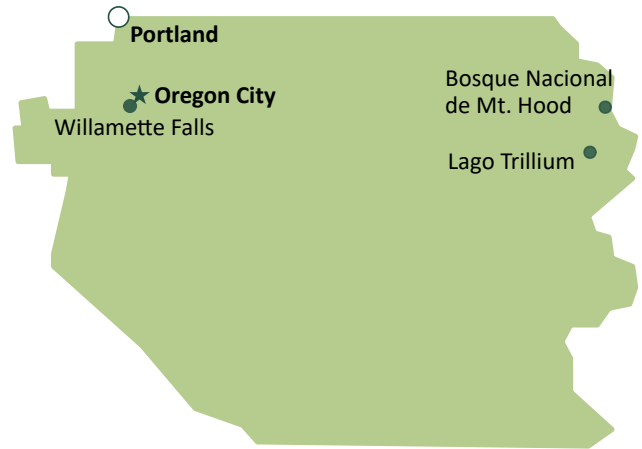 Portland
Oregon City
Willamette Falls
Bosque Nacional
de Mt. Hood
Lago Trillium